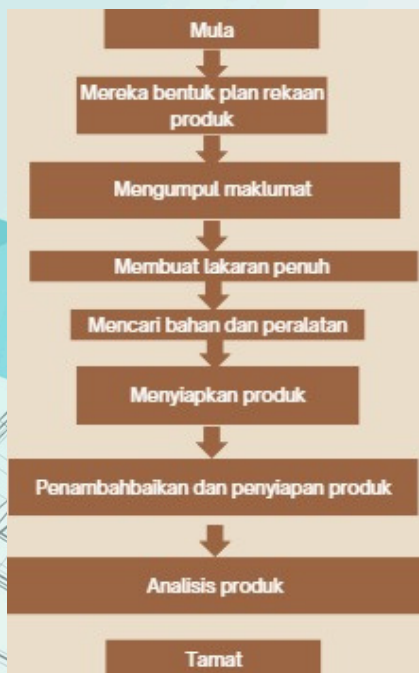 Mula
Mereka bentuk plan rekaan
produk
Mengumpul maklumat
Membuat lakaran penuh
Mencari bahan dan peralatan
Menyiapkan produk
Penambahbaikan dan penyiapan produk
Analisis produk
Tamat